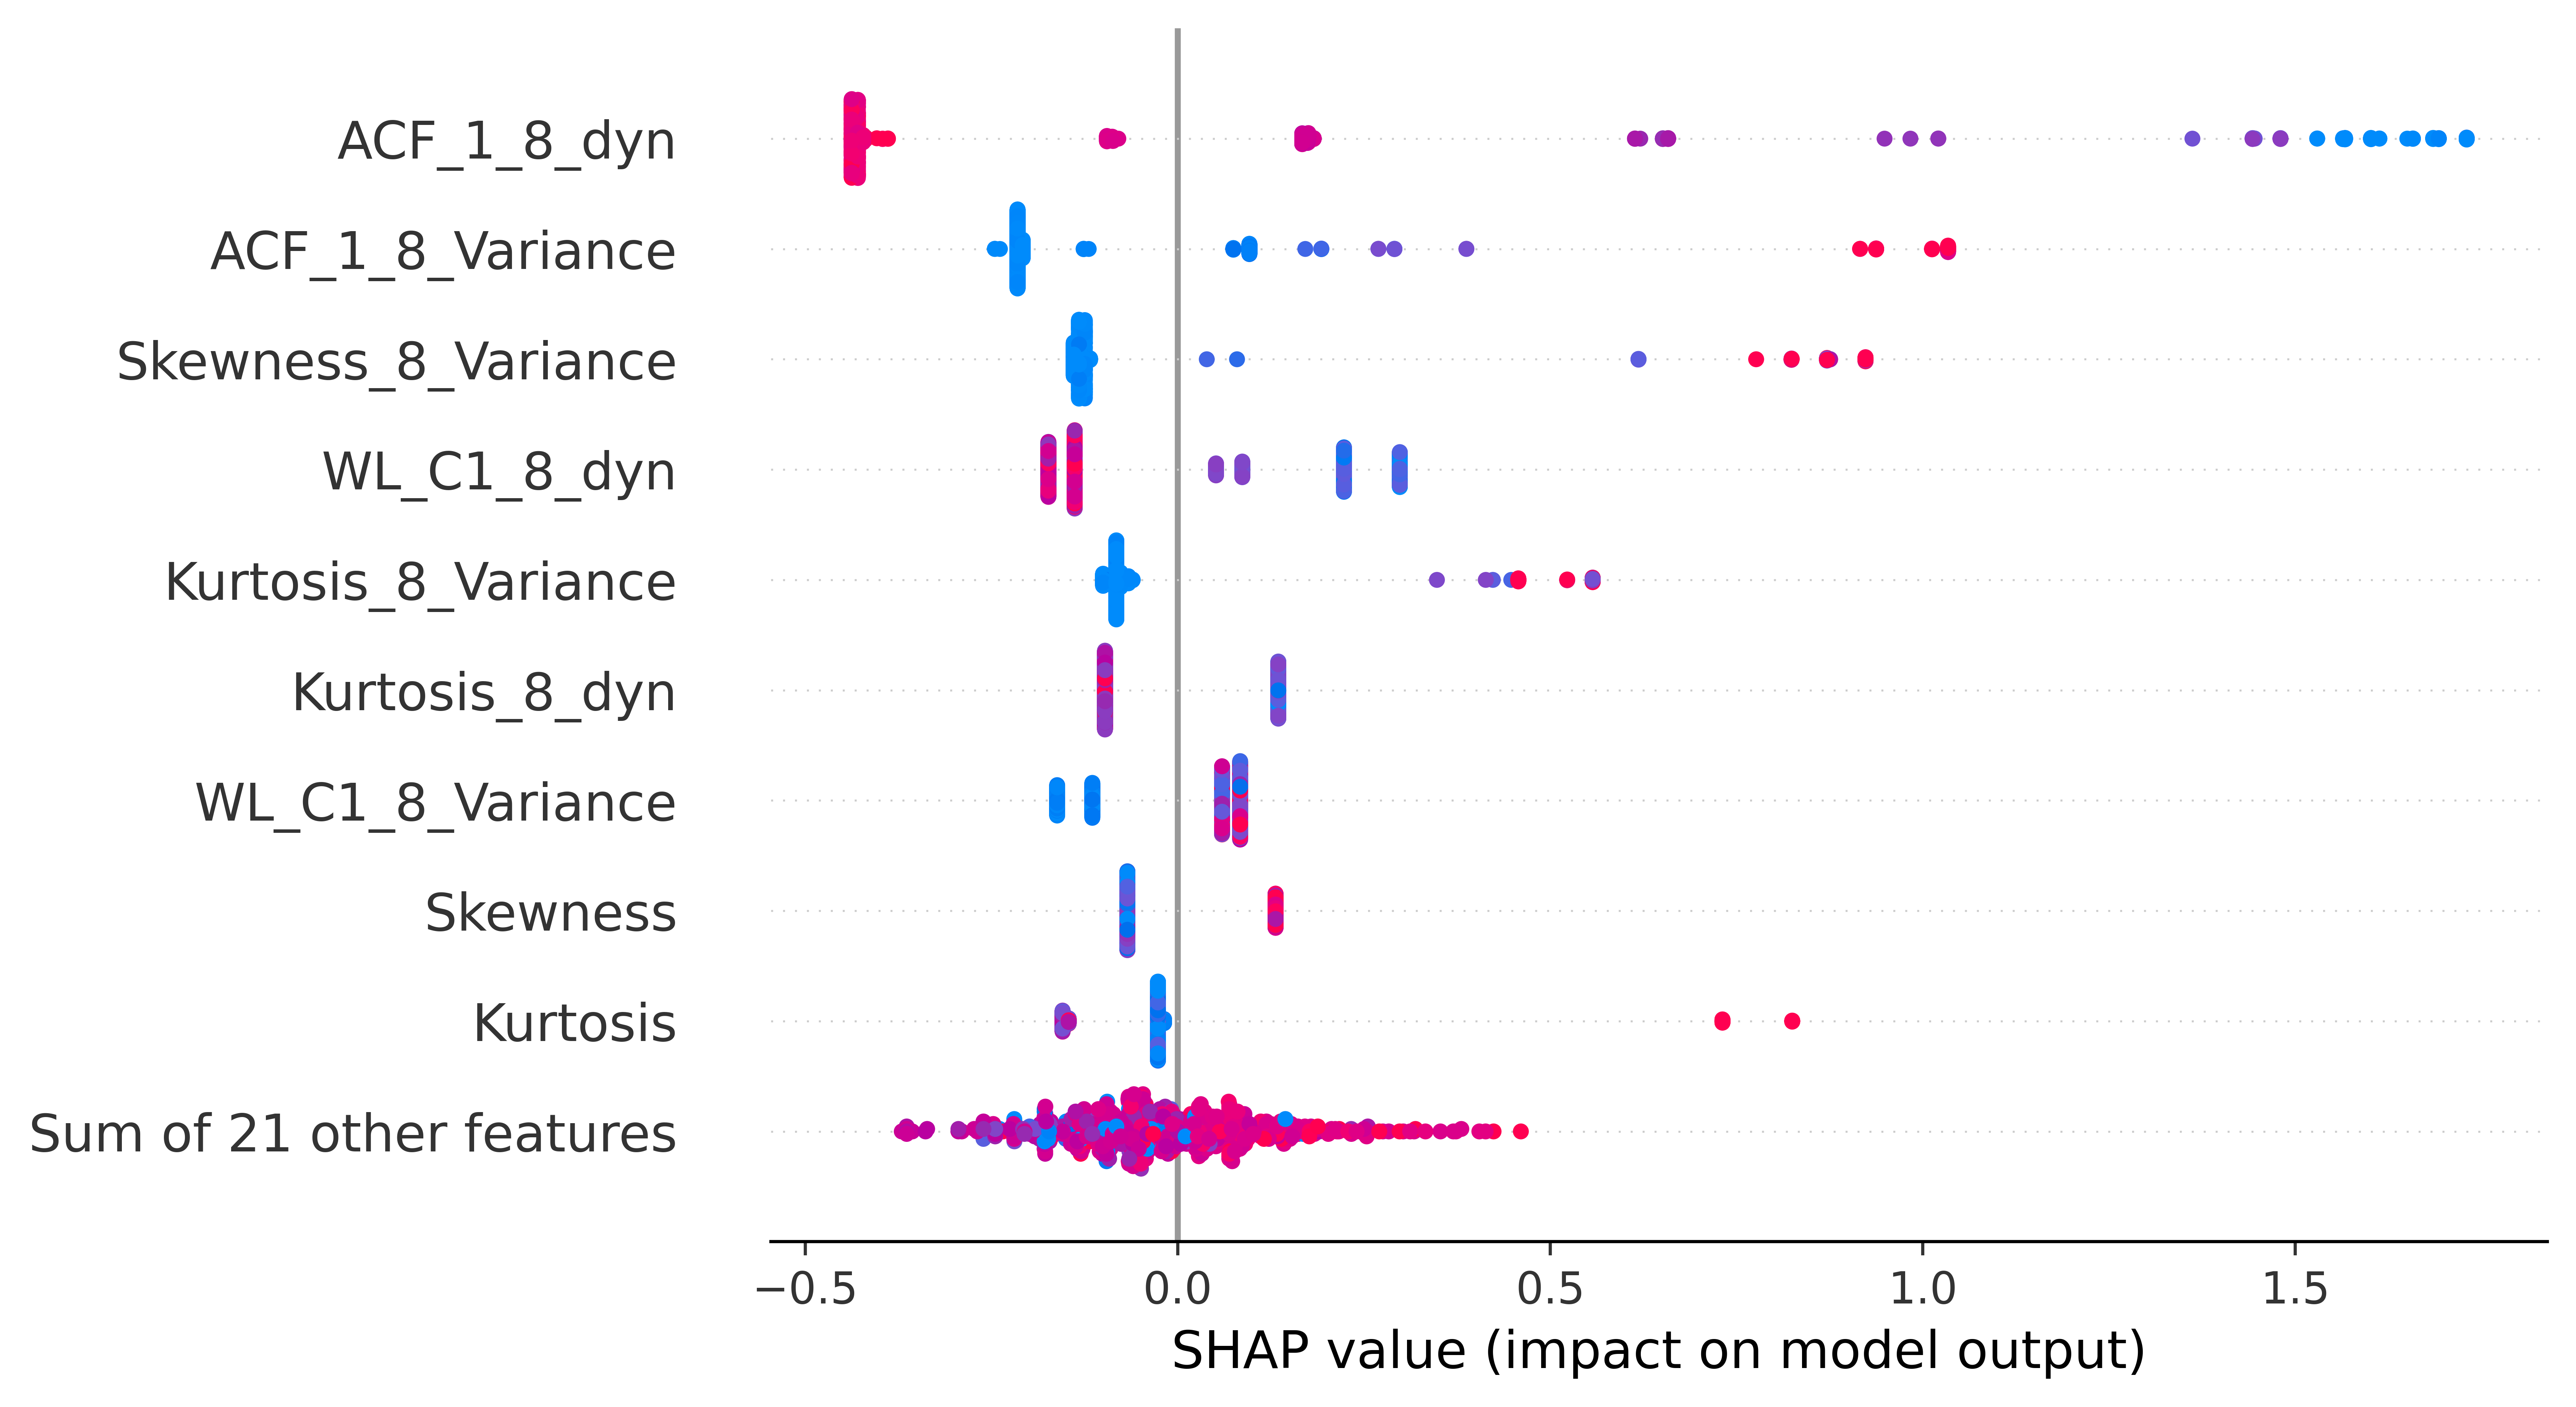 ACF_1_8_dyn
ACF_1_8_Variance
Skewness_8_Variance
WL_C1_8_dyn
Kurtosis_8_Variance
Kurtosis_8_dyn
WL_C1_8_Variance
Skewness
Kurtosis
Sum of 21 other features
−0.5 0.0 0.5 1.0 1.5
SHAP value (impact on model output)